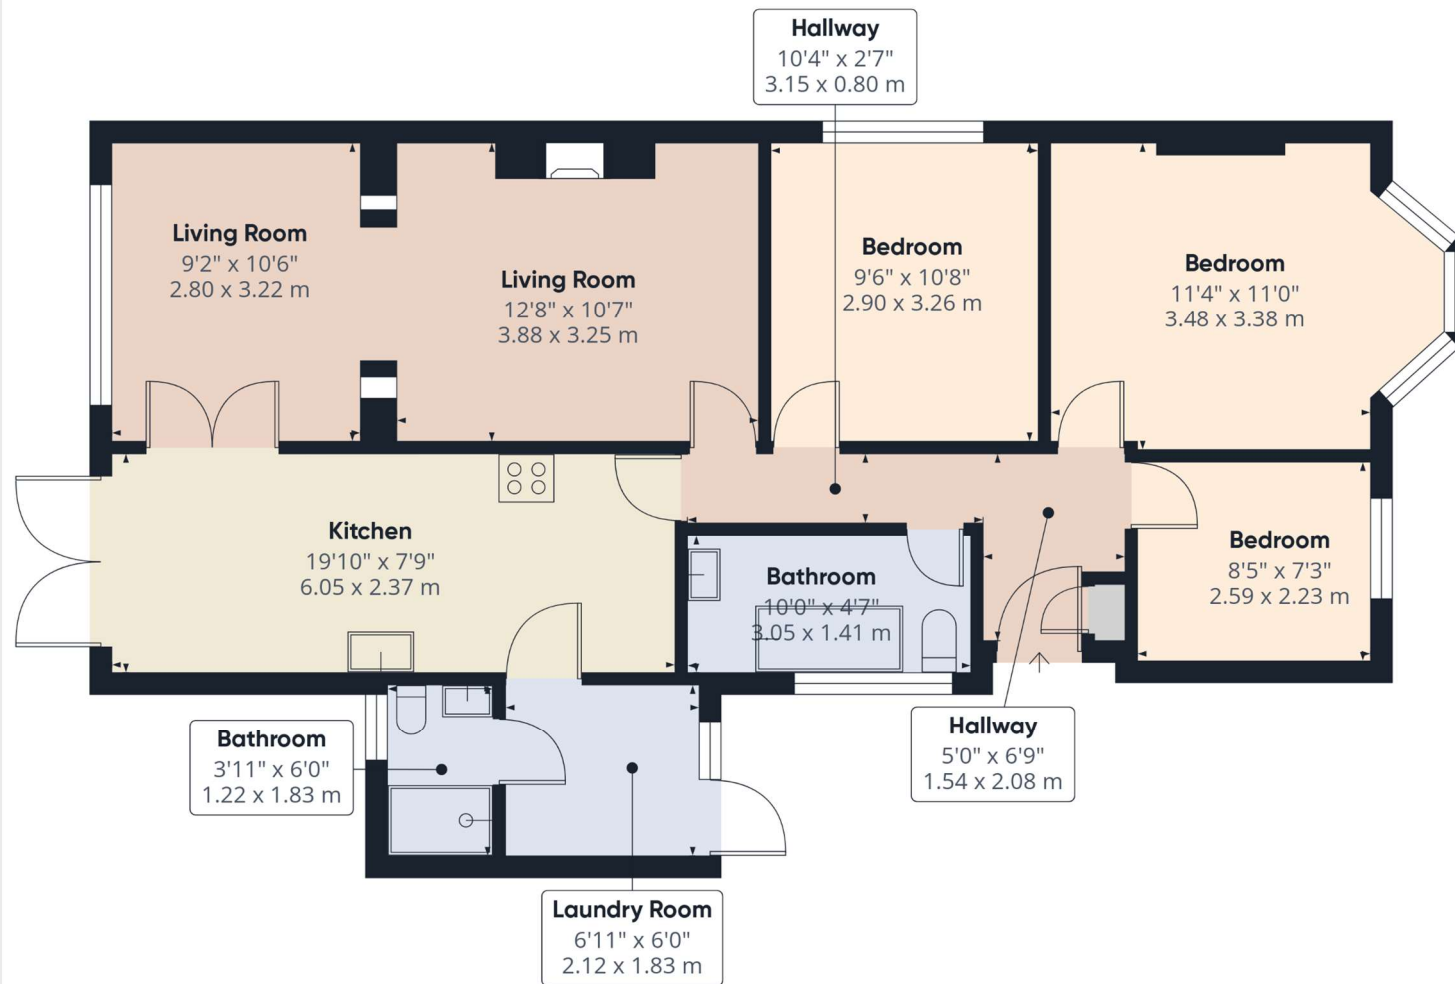 Hallway
10'4" x 2'7"
3.15 x 0.80 m
Living Room
9'2" x 10'6"
2.80 x 3.22 m
Living Room
12'8" x 10'7"
3.88 x 3.25 m
Bedroom
9'6" x 10'8"
2.90 x 3.26 m
Bedroom
11'4" x 11'0"
3.48 x 3.38 m
Kitchen
19'10" x 7'9"
6.05 x 2.37 m
Bathroom
10'0" x 4'7"
3.05 x 1.41 m
Bedroom
8'5" x 7'3"
2.59 x 2.23 m
Bathroom
3'11" x 6'0"
1.22 x 1.83 m
Hallway
5'0" x 6'9"
1.54 x 2.08 m
Laundry Room
6'11" x 6'0"
2.12 x 1.83 m